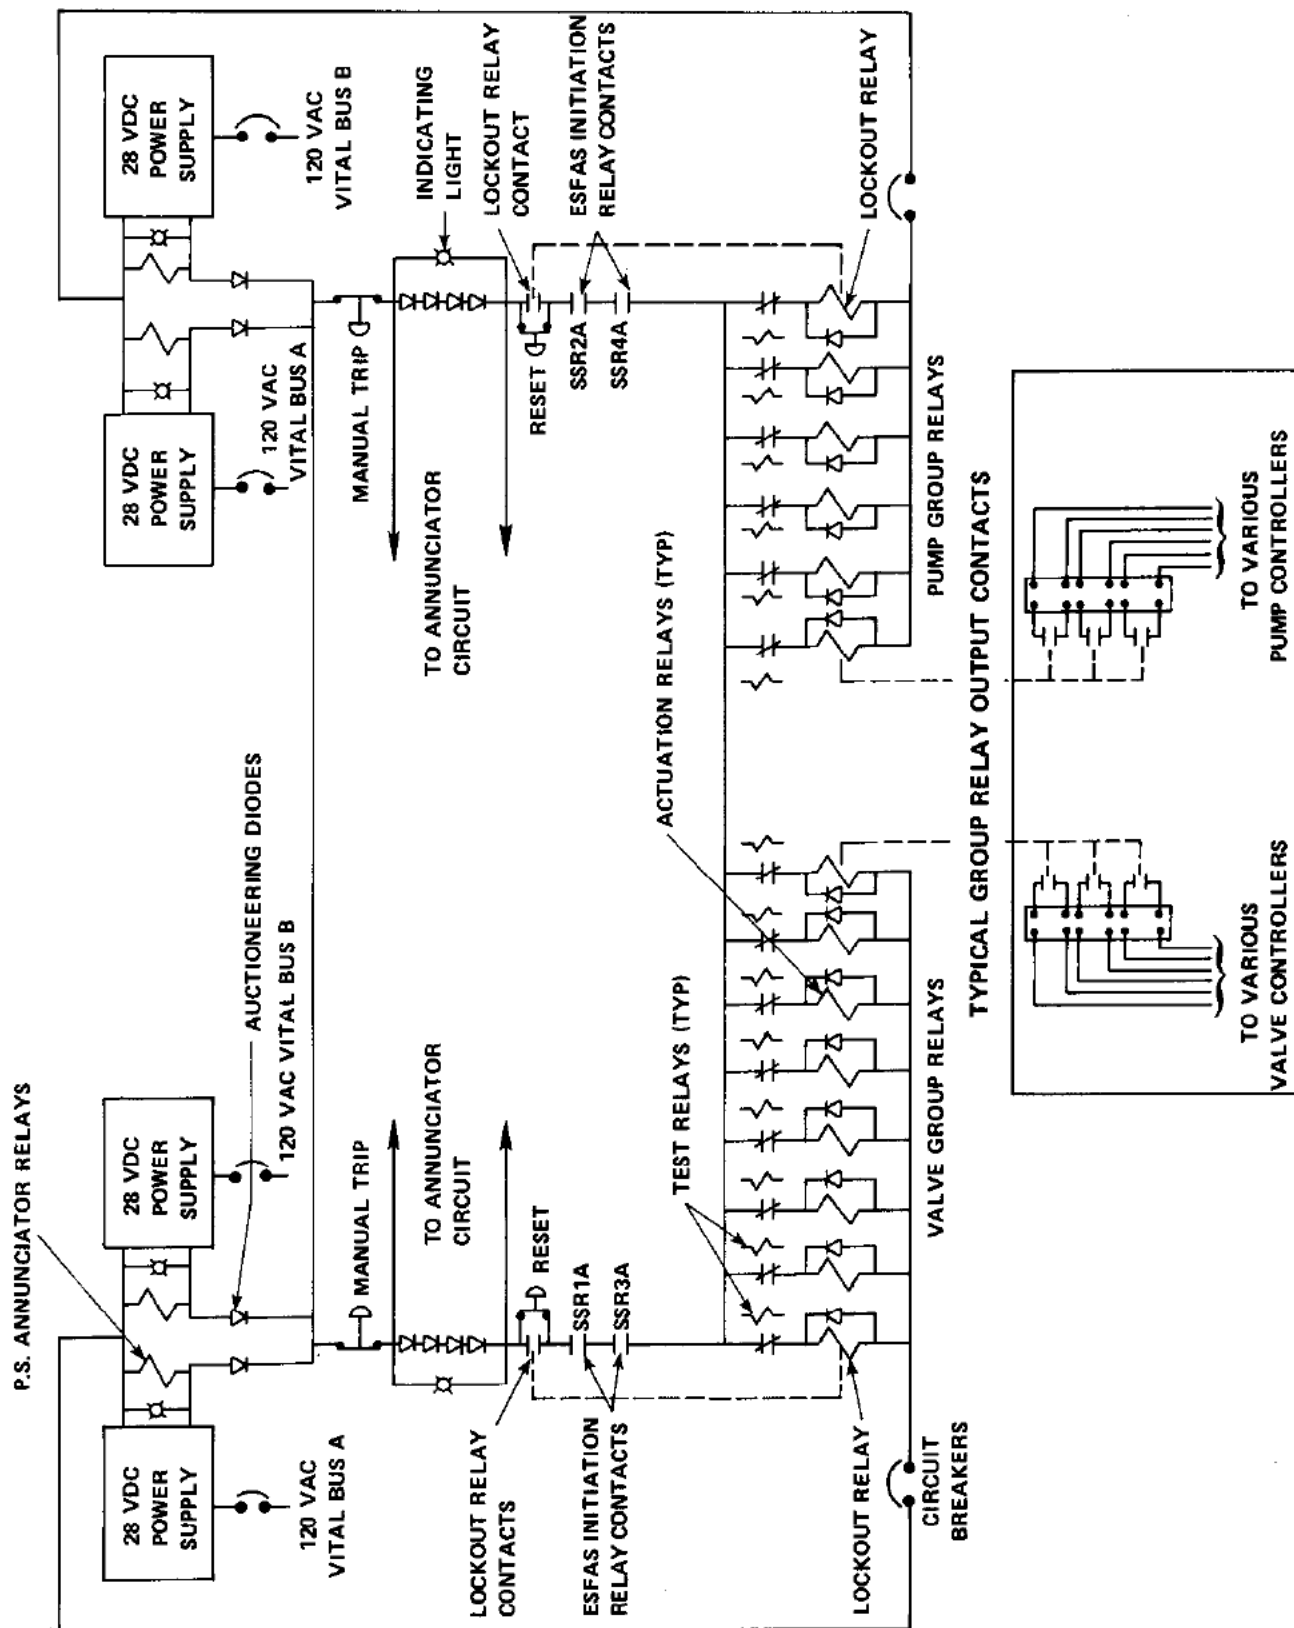 28 VDC
POWER
SUPPLY
120 VAC
VITAL BUS B
28 VDC
POWER
SUPPLY
120 VAC
VITAL BUS A
MANUAL TRIP
INDICATING
LIGHT
LOCKOUT RELAY
CONTACT
ESFAS INITIATION
RELAY CONTACTS
LOCKOUT RELAY
TO ANNUNCIATOR
CIRCUIT
RESET
SSR2A
SSR4A
PUMP GROUP RELAYS
P.S. ANNUNCIATOR RELAYS
28 VDC
POWER
SUPPLY
AUCTIONEERING DIODES
120 VAC VITAL BUS B
28 VDC
POWER
SUPPLY
120 VAC
VITAL BUS A
MANUAL TRIP
TO ANNUNCIATOR
CIRCUIT
RESET
SSR1A
SSR3A
LOCKOUT RELAY
CONTACTS
ESFAS INITIATION
RELAY CONTACTS
TEST RELAYS (TYP)
ACTUATION RELAYS (TYP)
LOCKOUT RELAY
VALVE GROUP RELAYS
CIRCUIT
BREAKERS
TYPICAL GROUP RELAY OUTPUT CONTACTS
TO VARIOUS
VALVE CONTROLLERS
TO VARIOUS
PUMP CONTROLLERS